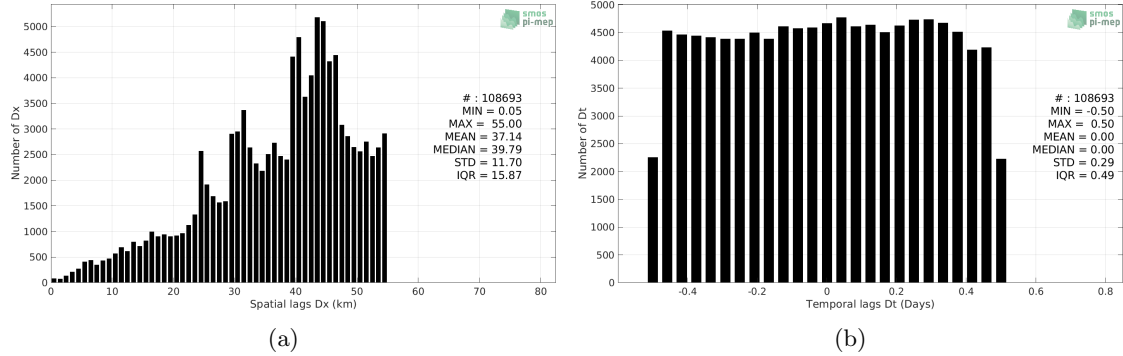 smos
pi-mep
5000
4500
4000
3500
3000
2500
2000
1500
1000
500
0
Number of Dx
# : 108693
MIN = 0.05
MAX = 55.00
MEAN = 37.14
MEDIAN = 39.79
STD = 11.70
IQR = 15.87
0 10 20 30 40 50 60 70 80
Spatial lags Dx (km)
(a)
smos
pi-mep
5000
4500
4000
3500
3000
2500
2000
1500
1000
500
0
Number of Dt
# : 108693
MIN = -0.50
MAX = 0.50
MEAN = 0.00
MEDIAN = 0.00
STD = 0.29
IQR = 0.49
-0.4 -0.2 0 0.2 0.4 0.6 0.8
Temporal lags Dt (Days)
(b)